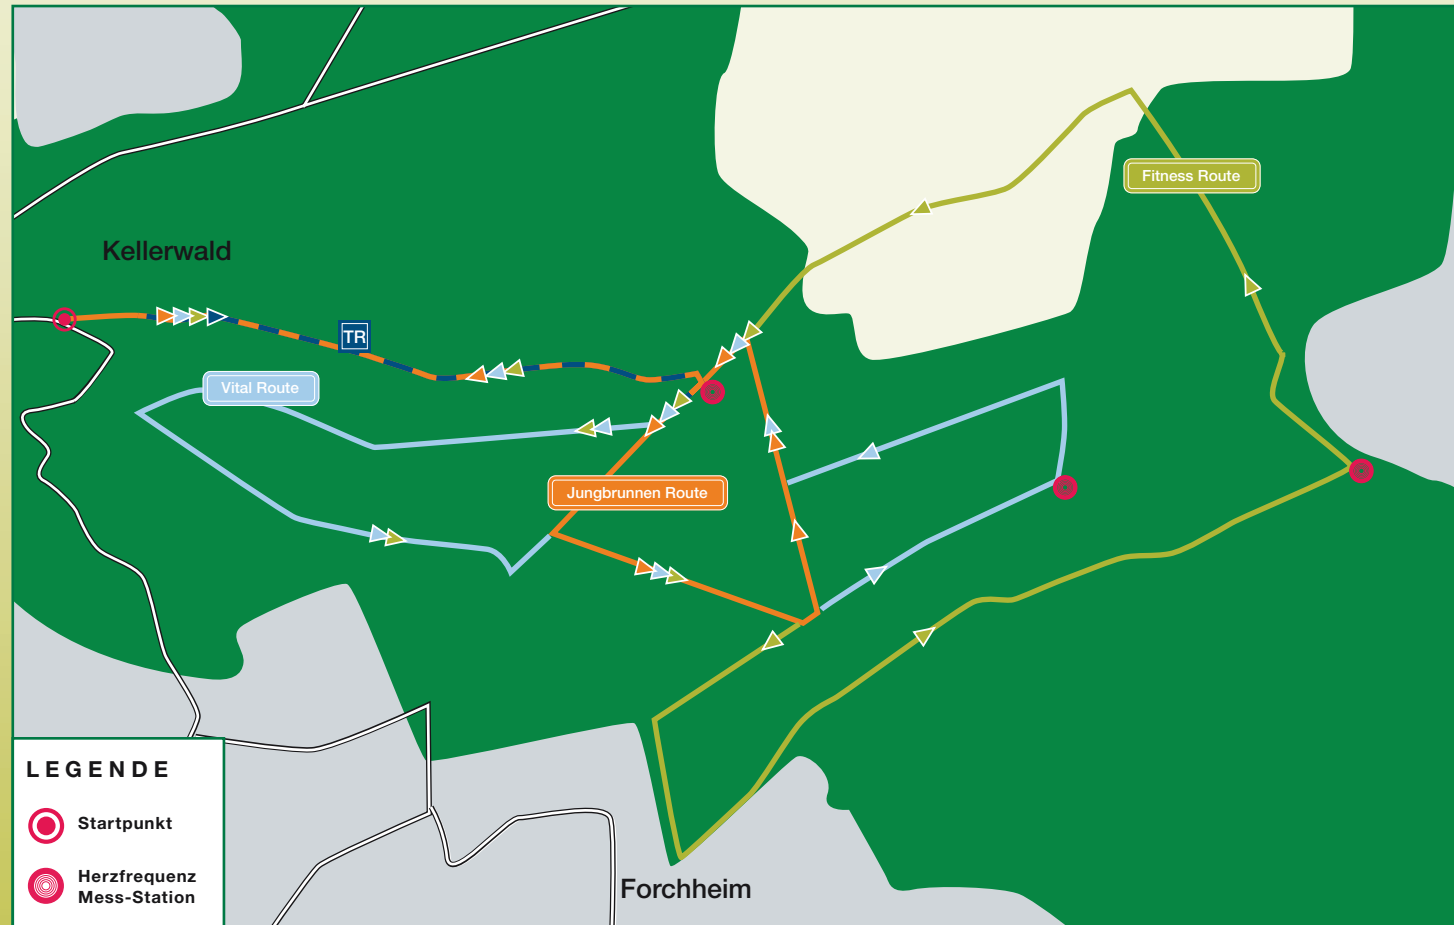 Fitness Route
Kellerwald
TR
Vital Route
Jungbrunnen Route
LEGENDE
Startpunkt
Herzfrequenz
Mess-Station
Forchheim